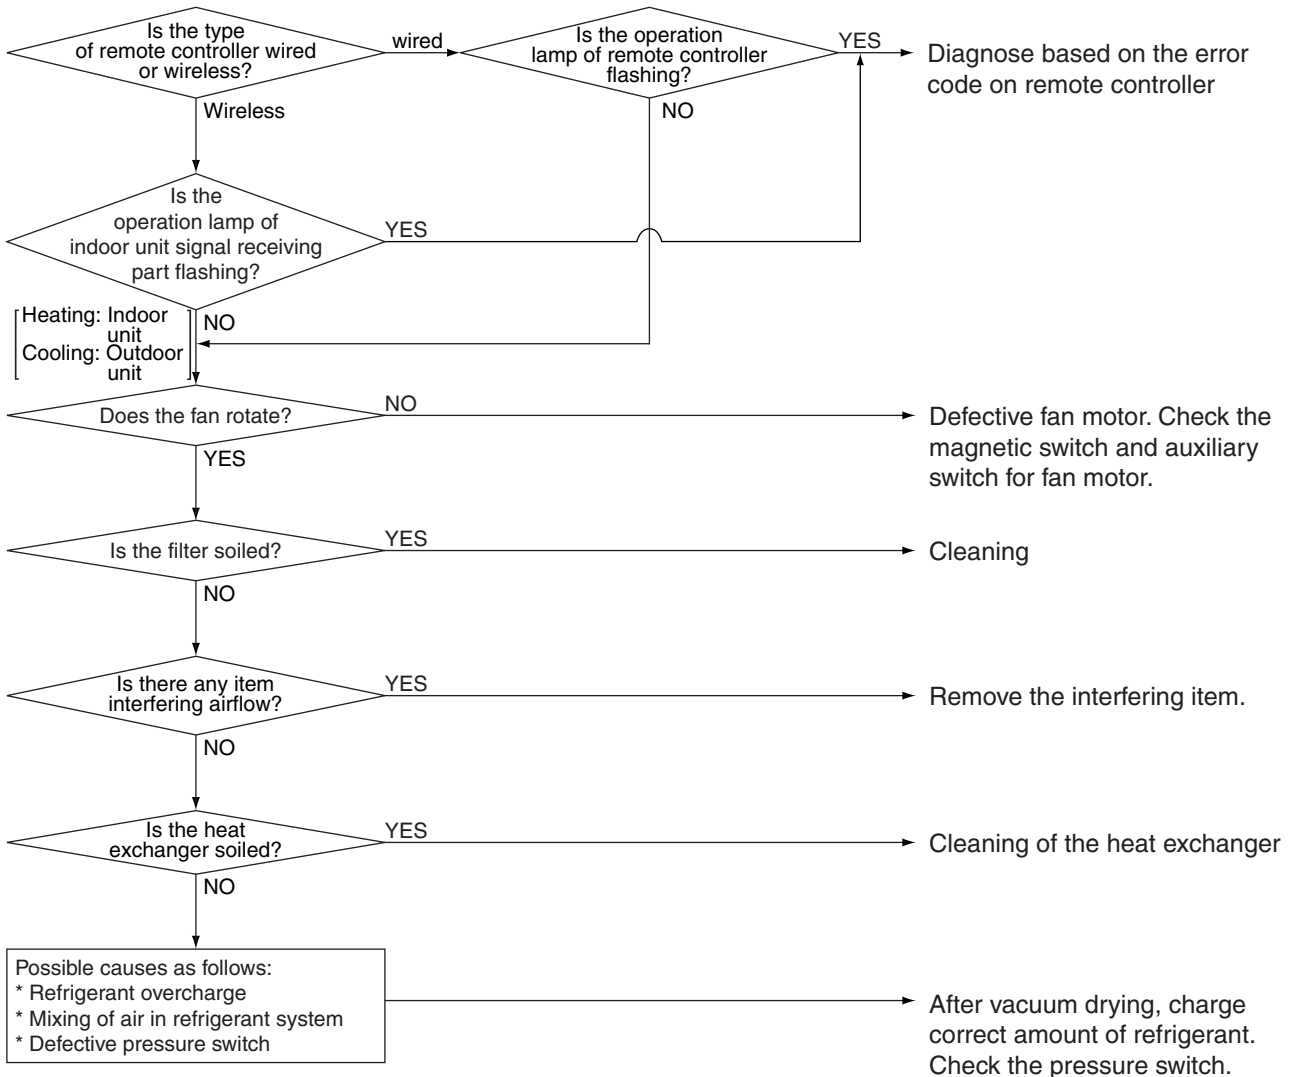 Is the type
of remote controller wired
or wireless?
wired
Is the operation
lamp of remote controller
flashing?
YES
Diagnose based on the error
code on remote controller
Wireless
NO
Is the
operation lamp of
indoor unit signal receiving
part flashing?
YES
Heating: Indoor
unit
Cooling: Outdoor
unit
NO
Does the fan rotate?
NO
Defective fan motor. Check the
magnetic switch and auxiliary
switch for fan motor.
YES
Is the filter soiled?
YES
Cleaning
NO
Is there any item
interfering airflow?
YES
Remove the interfering item.
NO
Is the heat
exchanger soiled?
YES
Cleaning of the heat exchanger
NO
Possible causes as follows:
* Refrigerant overcharge
* Mixing of air in refrigerant system
* Defective pressure switch
After vacuum drying, charge
correct amount of refrigerant.
Check the pressure switch.